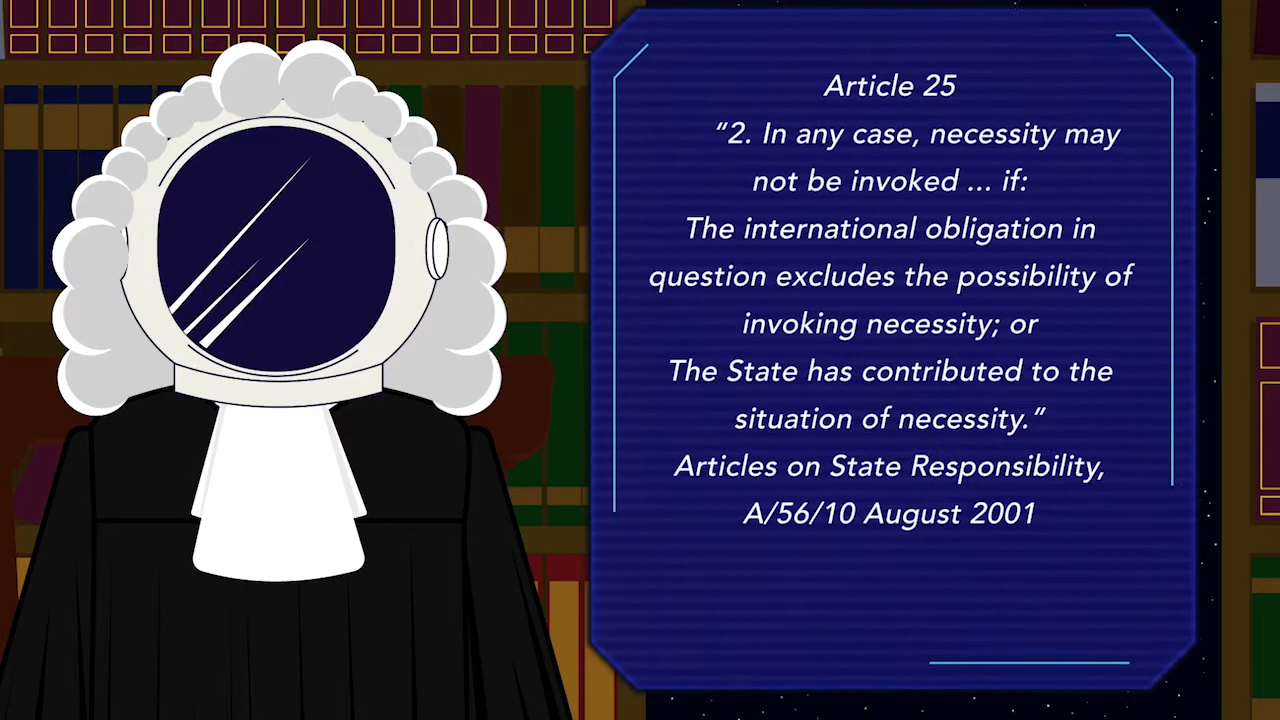 Article 25
“2. In any case, necessity may
not be invoked ... if:
The international obligation in
question excludes the possibility of
invoking necessity; or
The State has contributed to the
situation of necessity.“
Articles on State Responsibility,
A/56/10 August 2001